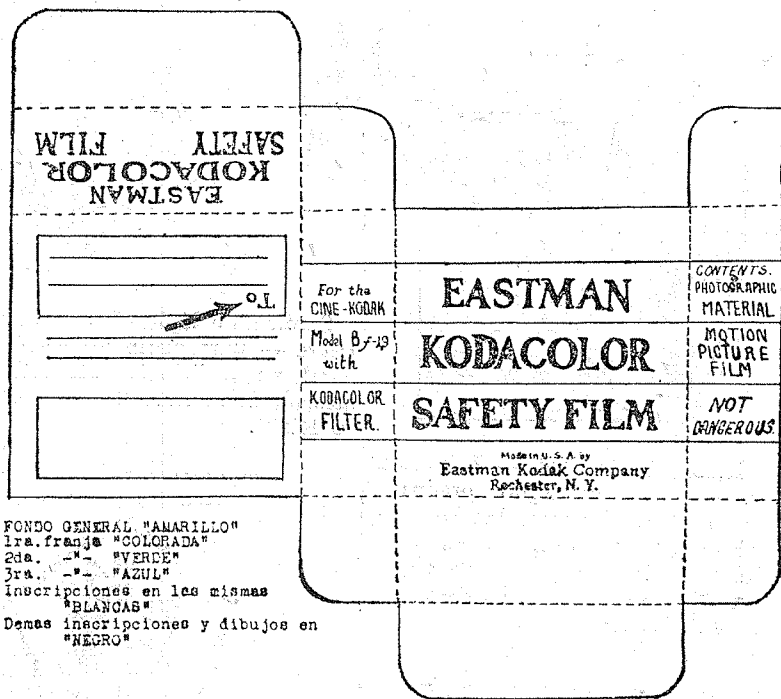 EASTMAN
KODACOLOR
SAFETY FILM
To
For the
CINE-KODAK
Model B f-1.9
with
KODACOLOR
FILTER.
EASTMAN
KODACOLOR
SAFETY FILM
Made in U.S.A. by
Eastman Kodak Company
Rochester, N. Y.
CONTENTS.
PHOTOGRAPHIC
MATERIAL
MOTION
PICTURE
FILM
NOT
DANGEROUS.
FONDO GENERAL "AMARILLO"
1ra. franja "COLORADA"
2da. -"- "VERDE"
3ra. -"- "AZUL"
Inscripciones en las mismas
"BLANCAS"
Demas inscripciones y dibujos en
"NEGRO"